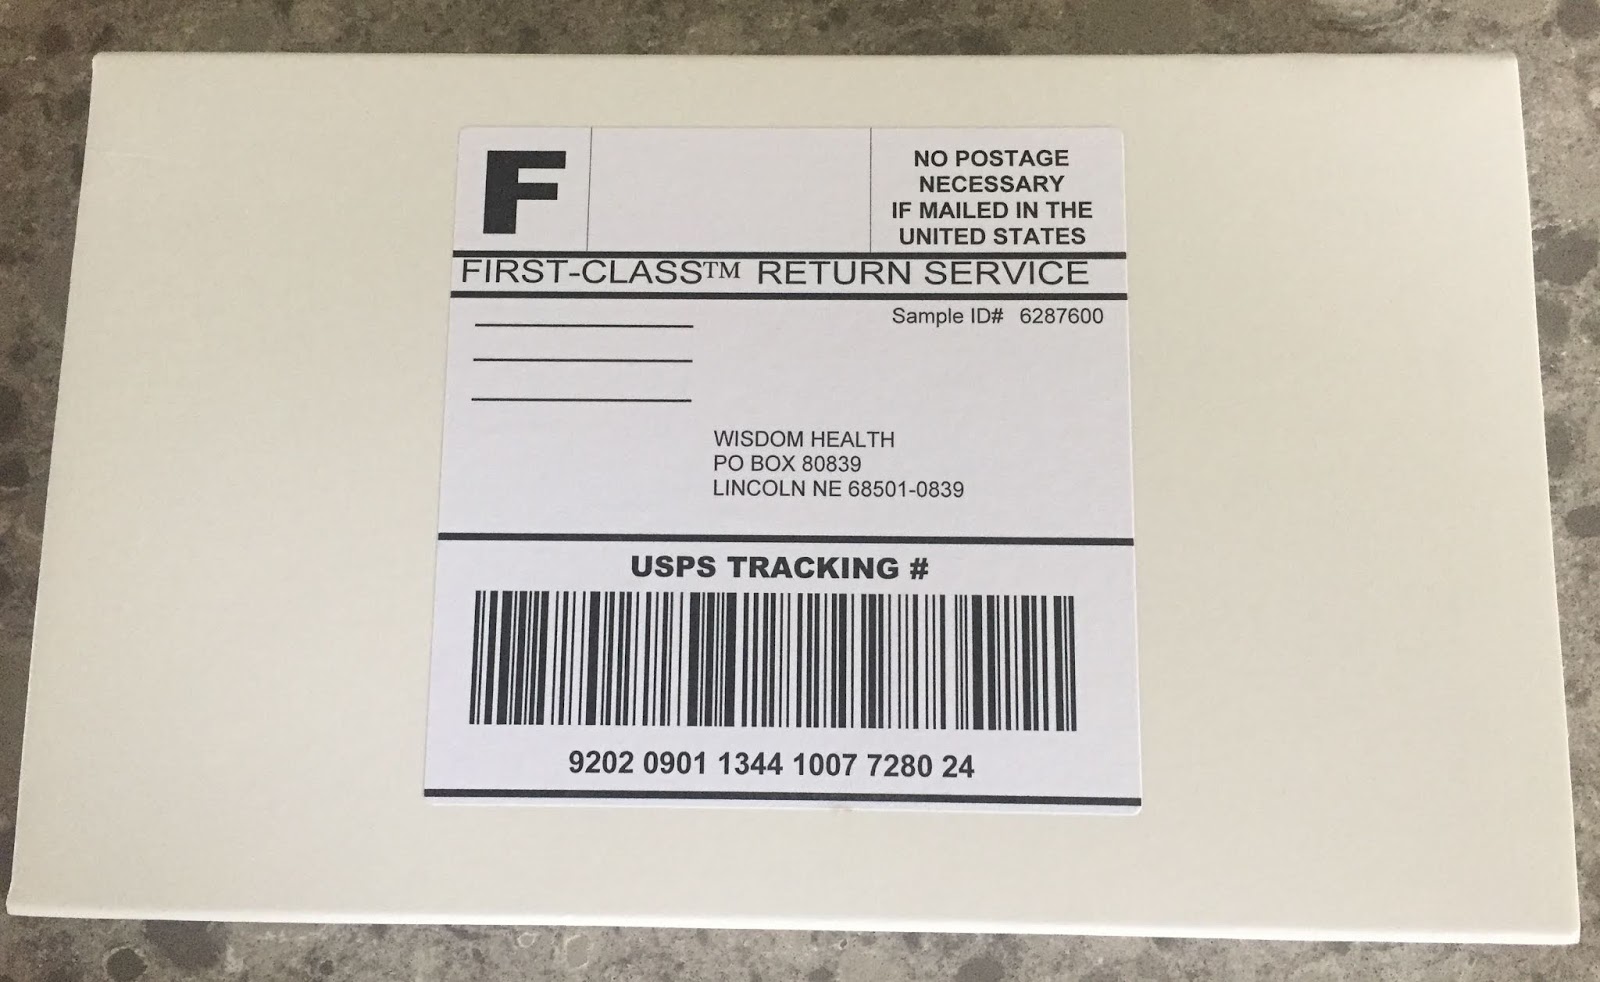 F
NO POSTAGE
NECESSARY
IF MAILED IN THE
UNITED STATES
FIRST-CLASS™ RETURN SERVICE
Sample ID# 6287600
WISDOM HEALTH
PO BOX 80839
LINCOLN NE 68501-0839
USPS TRACKING #
9202 0901 1344 1007 7280 24